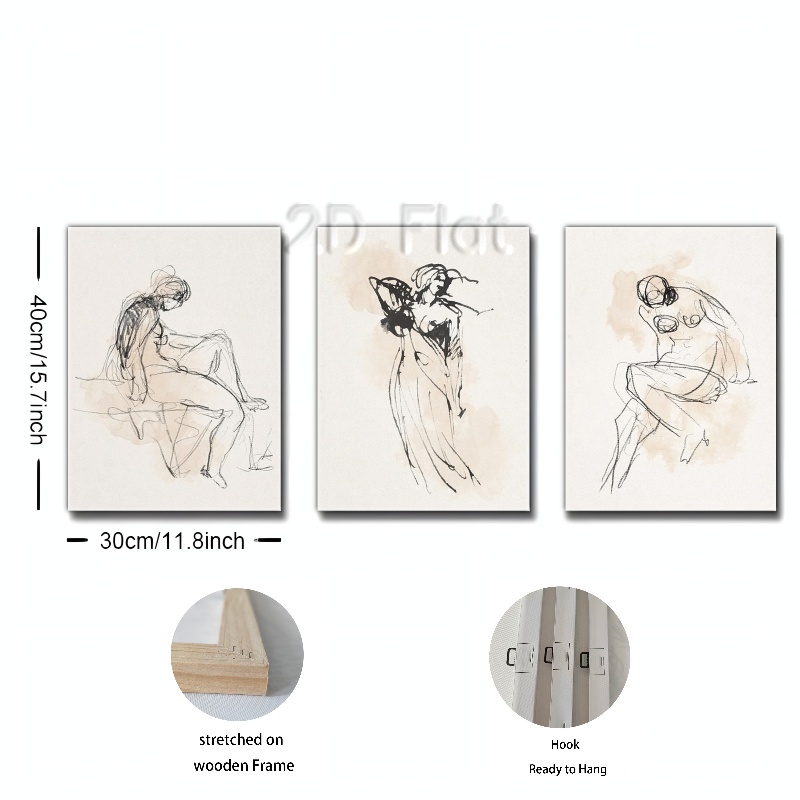 2D Flat
40cm/15.7inch
30cm/11.8inch
stretched on
wooden Frame
Hook
Ready to Hang